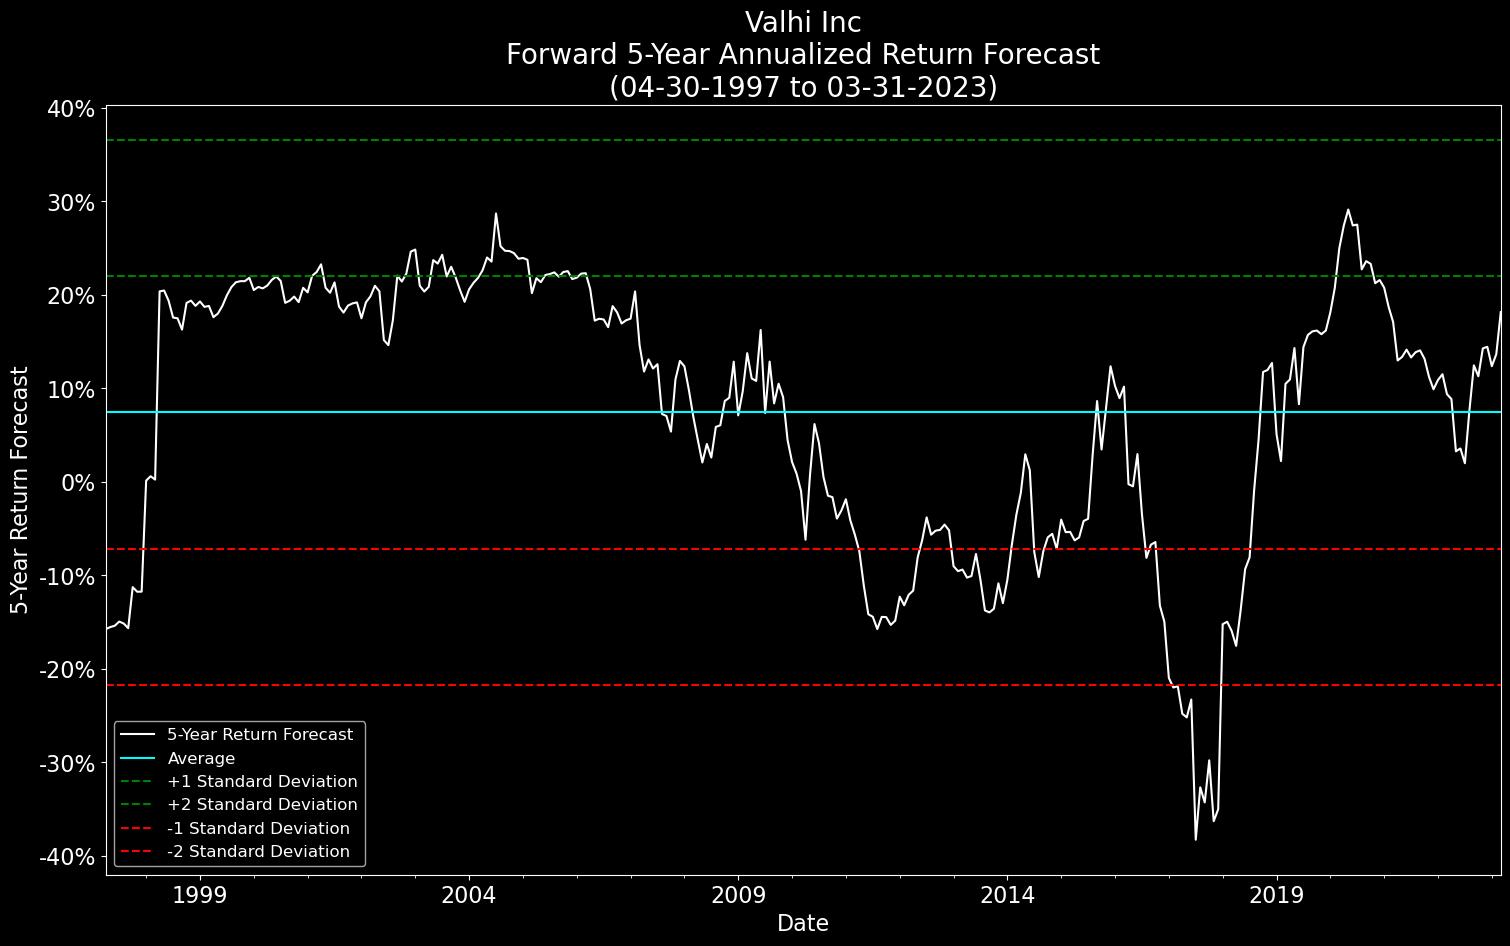 Valhi Inc
Forward 5-Year Annualized Return Forecast
(04-30-1997 to 03-31-2023)
5-Year Return Forecast
40%
30%
20%
10%
0%
-10%
-20%
-30%
-40%
5-Year Return Forecast
Average
+1 Standard Deviation
+2 Standard Deviation
-1 Standard Deviation
-2 Standard Deviation
1999
2004
2009
2014
2019
Date